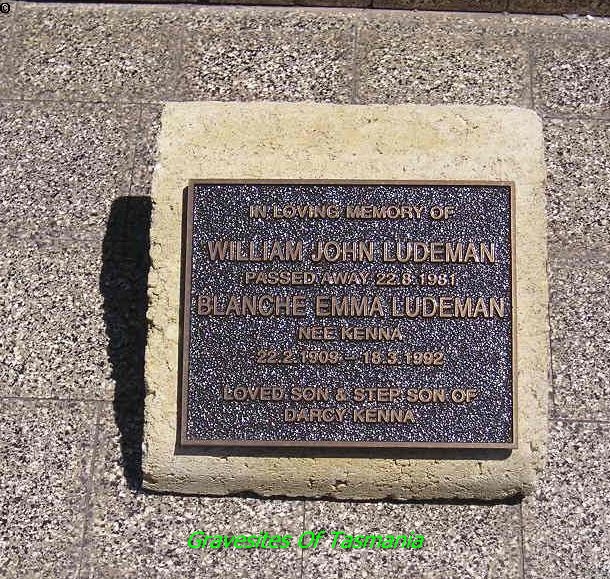 IN LOVING MEMORY OF
WILLIAM JOHN LUDEMAN
PASSED AWAY 22.8.1981
BLANCHE EMMA LUDEMAN
NEE KENNA
22.2.1909 – 18.3.1992
LOVED SON & STEP SON OF
DARCY KENNA
Gravesites Of Tasmania